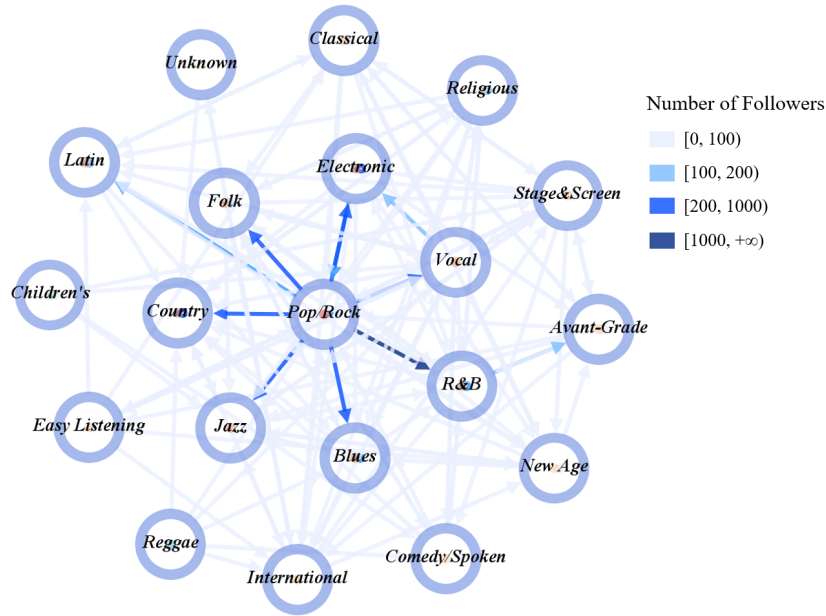 Classical
Unknown
Religious
Number of Followers
[0, 100)
Latin
Electronic
[100, 200)
Folk
Stage&Screen
[200, 1000)
[1000, +∞)
Vocal
Children's
Country
Pop/Rock
Avant-Grade
R&B
Easy Listening
Jazz
Blues
New Age
Reggae
International
Comedy/Spoken